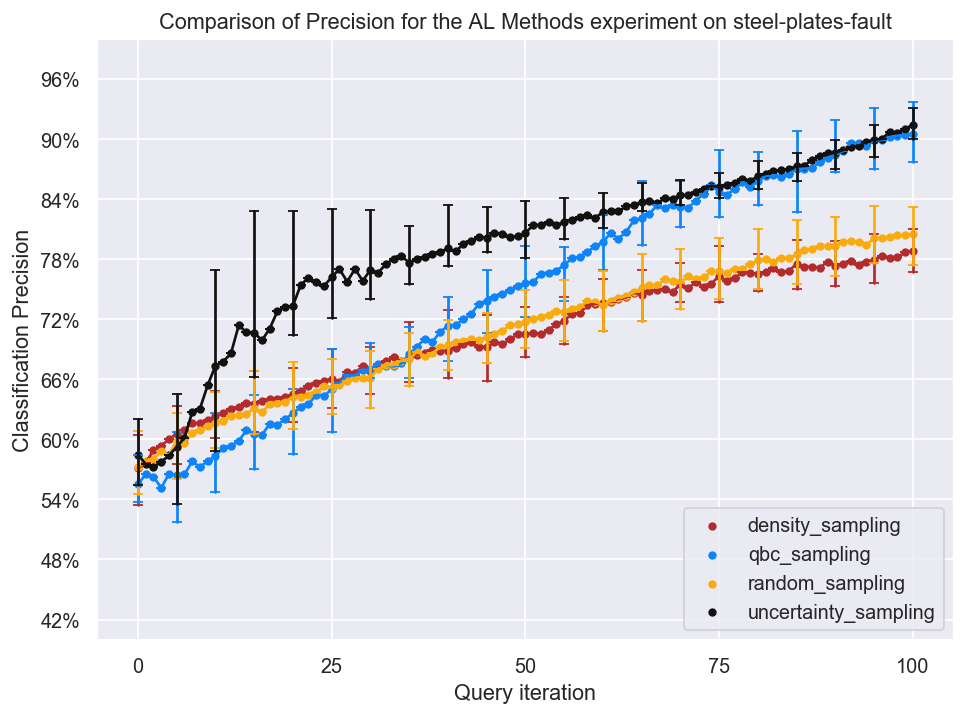 Comparison of Precision for the AL Methods experiment on steel-plates-fault
96%
90%
84%
78%
72%
66%
60%
54%
48%
42%
Classification Precision
0 25 50 75 100
Query iteration
density_sampling
qbc_sampling
random_sampling
uncertainty_sampling